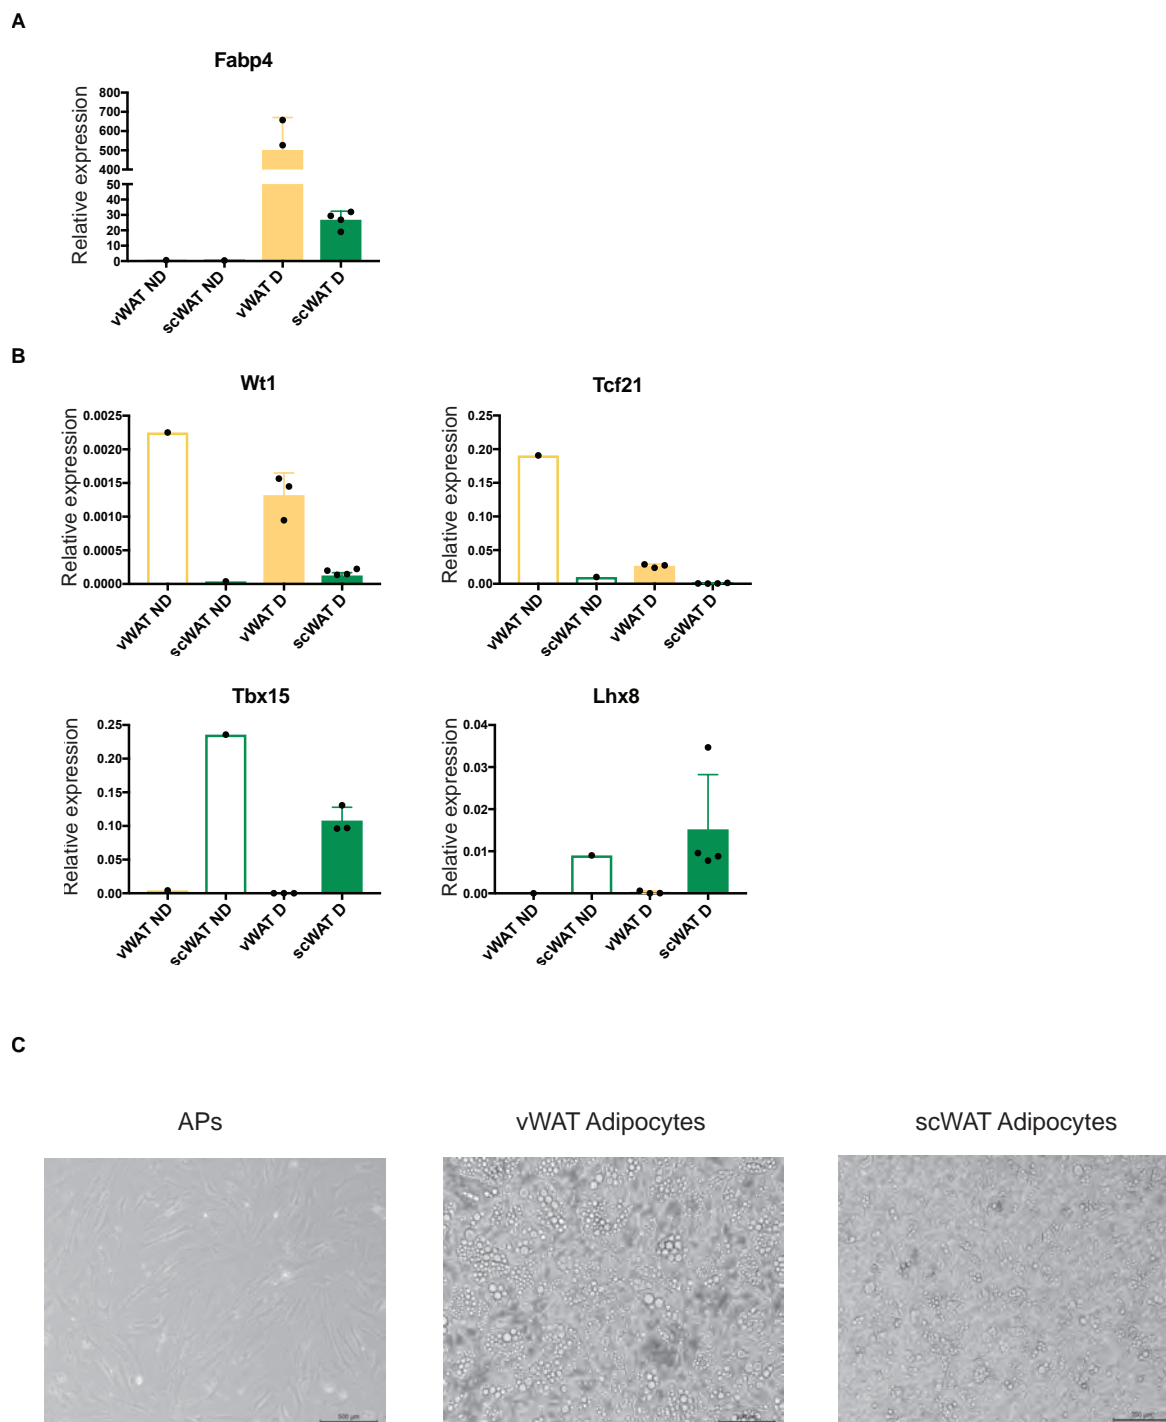 A
Fabp4
Relative expression
800
700
600
500
400
50
40
30
20
10
0
vWAT ND
scWAT ND
vWAT D
scWAT D
B
Wt1
Relative expression
0.0025
0.0020
0.0015
0.0010
0.0005
0.0000
vWAT ND
scWAT ND
vWAT D
scWAT D
Tcf21
Relative expression
0.25
0.20
0.15
0.10
0.05
0.00
vWAT ND
scWAT ND
vWAT D
scWAT D
Tbx15
Relative expression
0.25
0.20
0.15
0.10
0.05
0.00
vWAT ND
scWAT ND
vWAT D
scWAT D
Lhx8
Relative expression
0.04
0.03
0.02
0.01
0.00
vWAT ND
scWAT ND
vWAT D
scWAT D
C
APs
vWAT Adipocytes
scWAT Adipocytes
500 µm